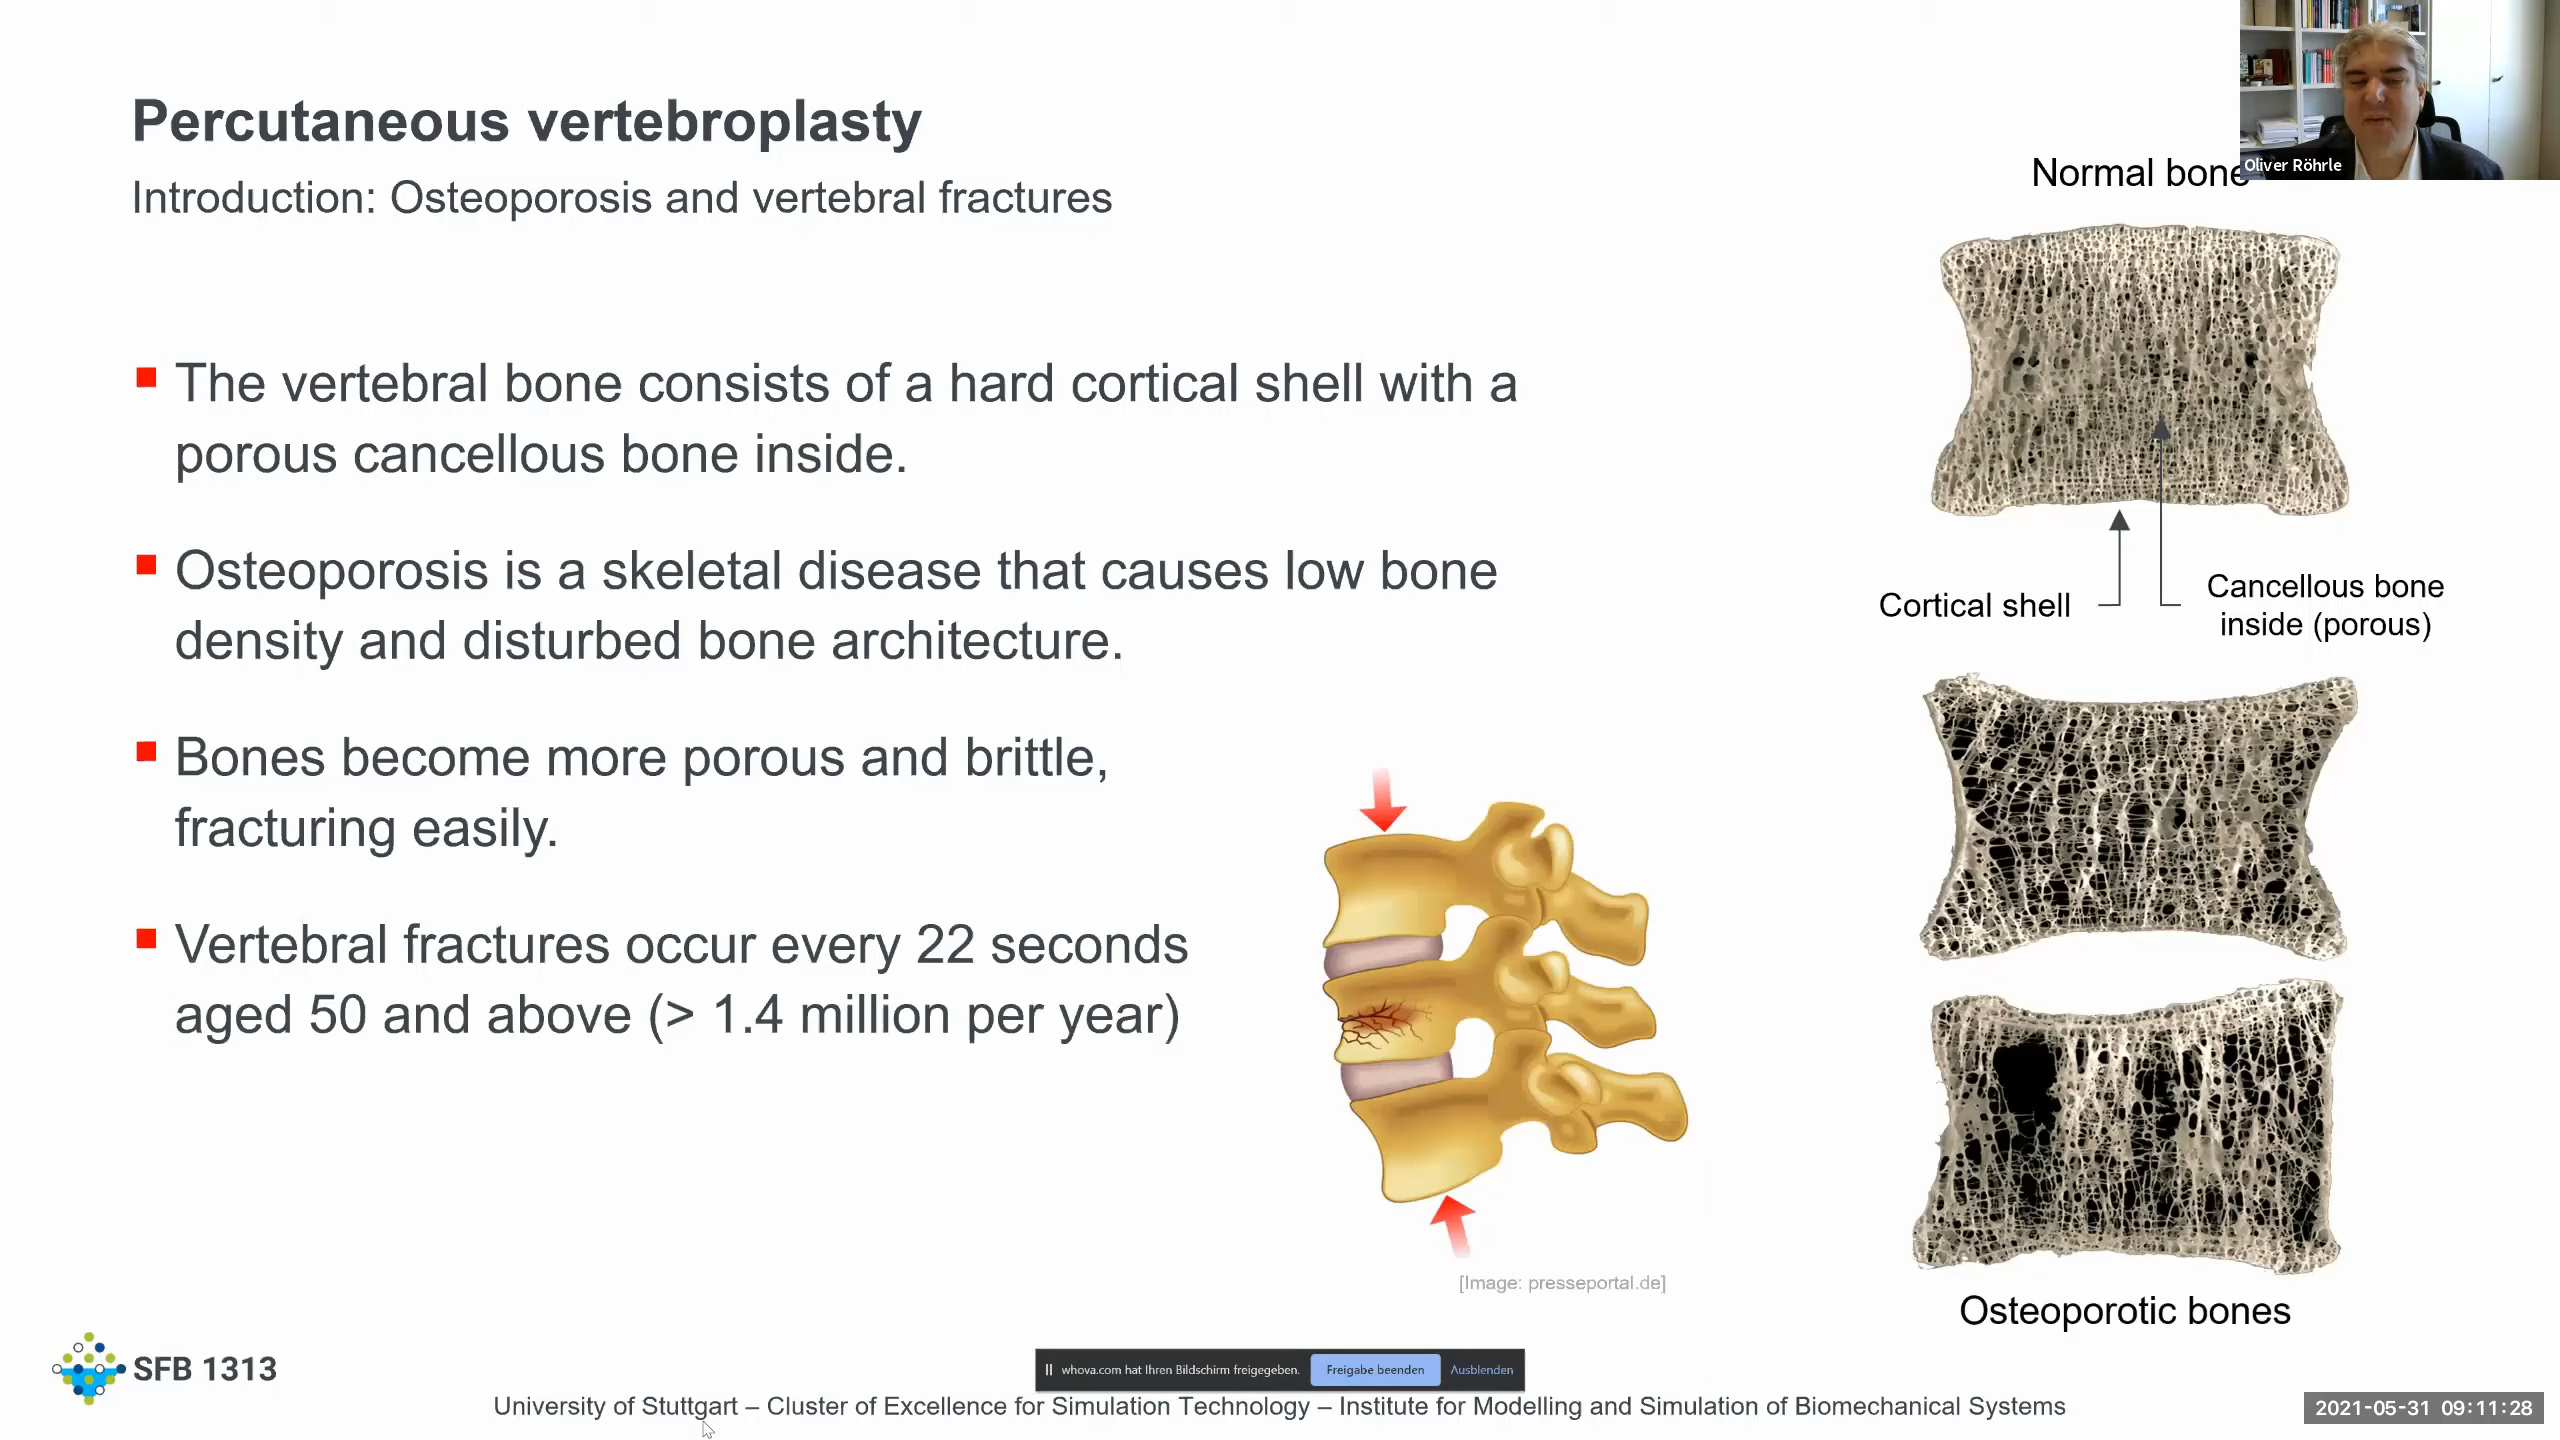 Percutaneous vertebroplasty
Introduction: Osteoporosis and vertebral fractures
Oliver Röhrle
Normal bone
The vertebral bone consists of a hard cortical shell with a
porous cancellous bone inside.
Osteoporosis is a skeletal disease that causes low bone
density and disturbed bone architecture.
Bones become more porous and brittle,
fracturing easily.
Vertebral fractures occur every 22 seconds
aged 50 and above (> 1.4 million per year)
Cortical shell
Cancellous bone
inside (porous)
[Image: presseportal.de]
Osteoporotic bones
SFB 1313
whova.com hat Ihren Bildschirm freigegeben. Freigabe beenden Ausblenden
University of Stuttgart – Cluster of Excellence for Simulation Technology – Institute for Modelling and Simulation of Biomechanical Systems
2021-05-31 09:11:28